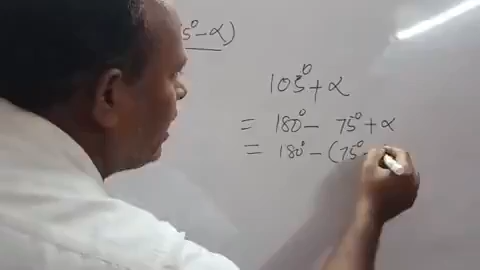 5° - α)
105° + α
= 180° - 75° + α
= 180° - (75° -